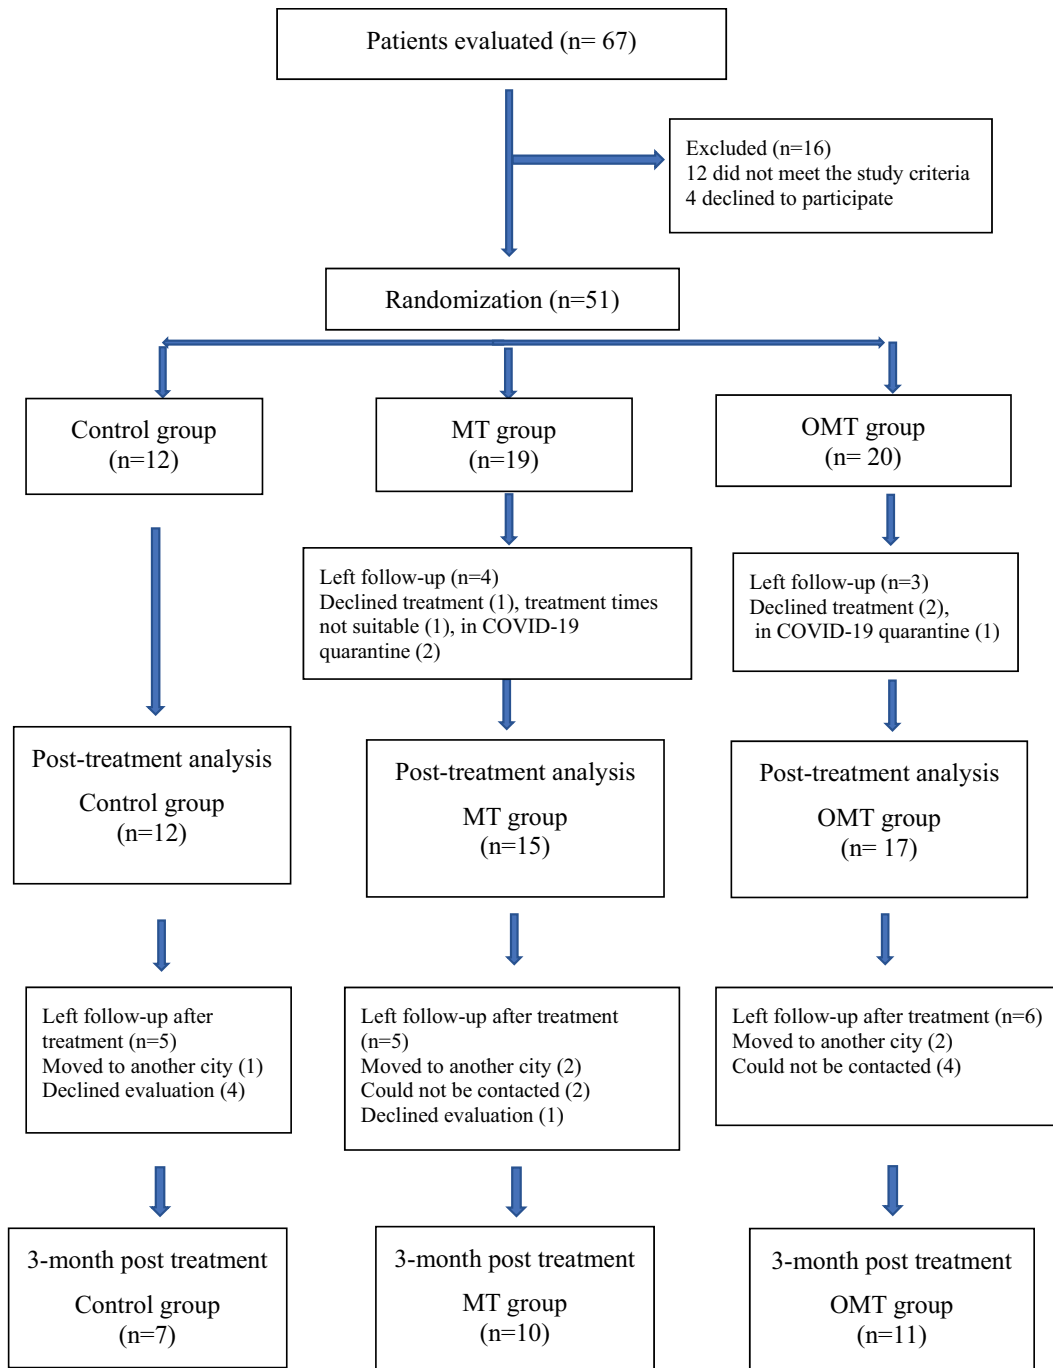 Patients evaluated (n= 67)
Excluded (n=16)
12 did not meet the study criteria
4 declined to participate
Randomization (n=51)
Control group
(n=12)
MT group
(n=19)
OMT group
(n= 20)
Left follow-up (n=4)
Declined treatment (1), treatment times
not suitable (1), in COVID-19
quarantine (2)
Left follow-up (n=3)
Declined treatment (2),
in COVID-19 quarantine (1)
Post-treatment analysis
Control group
(n=12)
Post-treatment analysis
MT group
(n=15)
Post-treatment analysis
OMT group
(n= 17)
Left follow-up after
treatment (n=5)
Moved to another city (1)
Declined evaluation (4)
Left follow-up after treatment
(n=5)
Moved to another city (2)
Could not be contacted (2)
Declined evaluation (1)
Left follow-up after treatment (n=6)
Moved to another city (2)
Could not be contacted (4)
3-month post treatment
Control group
(n=7)
3-month post treatment
MT group
(n=10)
3-month post treatment
OMT group
(n=11)